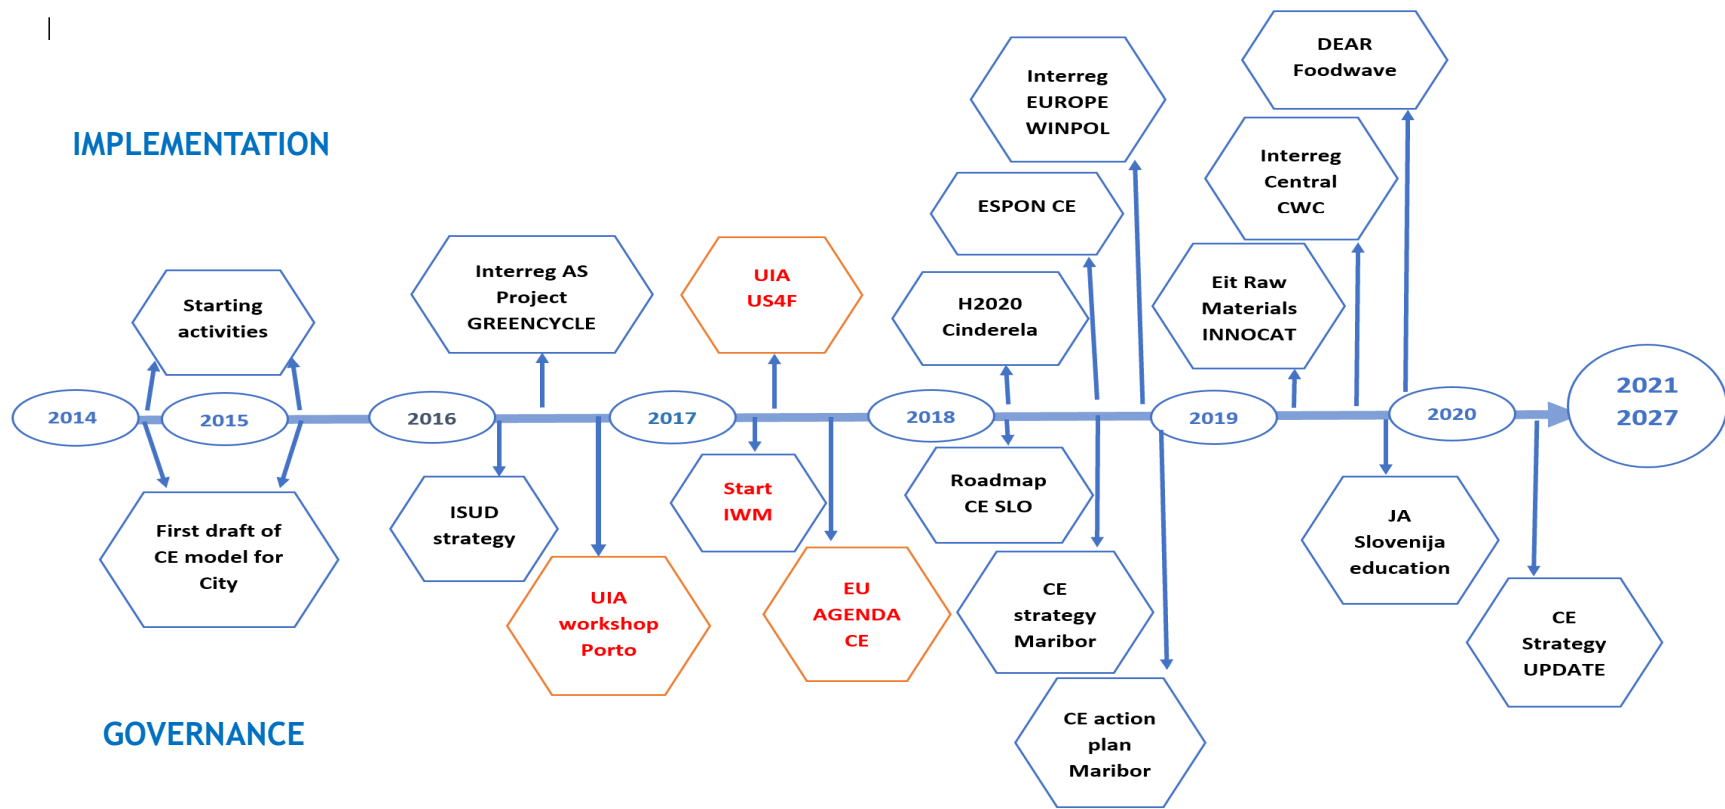 IMPLEMENTATION
Starting
activities
Interreg AS
Project
GREENCYCLE
UIA
US4F
H2020
Cinderela
ESPON CE
Interreg
EUROPE
WINPOL
Eit Raw
Materials
INNOCAT
Interreg
Central
CWC
DEAR
Foodwave
2014
2015
2016
2017
2018
2019
2020
2021
2027
First draft of
CE model for
City
ISUD
strategy
UIA
workshop
Porto
Start
IWM
EU
AGENDA
CE
Roadmap
CE SLO
CE
strategy
Maribor
CE action
plan
Maribor
JA
Slovenija
education
CE
Strategy
UPDATE
GOVERNANCE